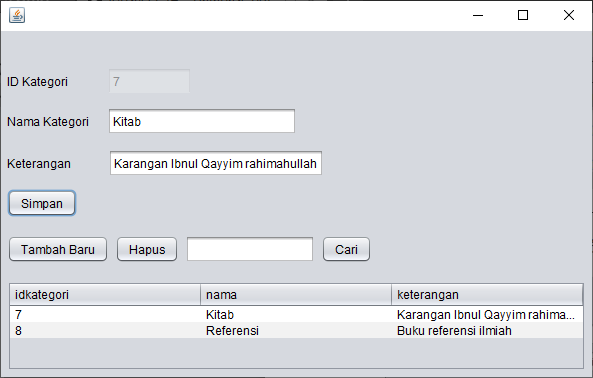 ID Kategori 7
Nama Kategori Kitab
Keterangan Karangan Ibnul Qayyim rahimahullah
Simpan
Tambah Baru Hapus Cari
idkategori nama keterangan
7 Kitab Karangan Ibnul Qayyim rahima...
8 Referensi Buku referensi ilmiah